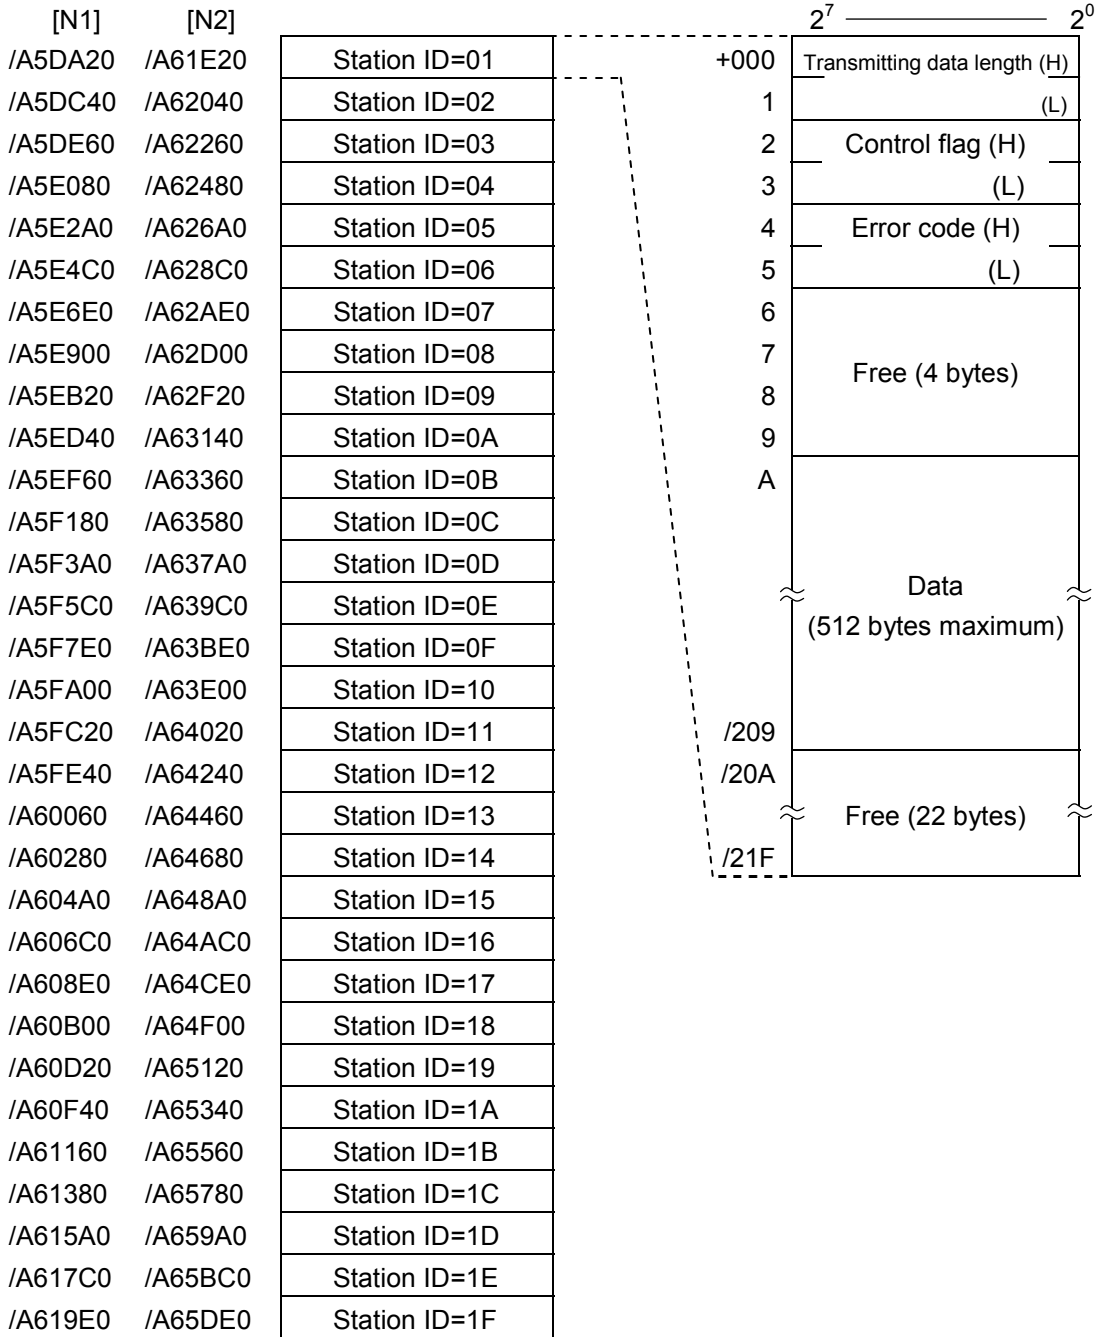 [N1] [N2] 2⁷ 2⁰
/A5DA20 /A61E20 Station ID=01 +000 Transmitting data length (H)
/A5DC40 /A62040 Station ID=02 1 (L)
/A5DE60 /A62260 Station ID=03 2 Control flag (H)
/A5E080 /A62480 Station ID=04 3 (L)
/A5E2A0 /A626A0 Station ID=05 4 Error code (H)
/A5E4C0 /A628C0 Station ID=06 5 (L)
/A5E6E0 /A62AE0 Station ID=07 6
/A5E900 /A62D00 Station ID=08 7
Free (4 bytes)
/A5EB20 /A62F20 Station ID=09 8
/A5ED40 /A63140 Station ID=0A 9
/A5EF60 /A63360 Station ID=0B A
/A5F180 /A63580 Station ID=0C
/A5F3A0 /A637A0 Station ID=0D
Data
/A5F5C0 /A639C0 Station ID=0E
(512 bytes maximum)
/A5F7E0 /A63BE0 Station ID=0F
/A5FA00 /A63E00 Station ID=10
/A5FC20 /A64020 Station ID=11 /209
/A5FE40 /A64240 Station ID=12 /20A
/A60060 /A64460 Station ID=13 Free (22 bytes)
/A60280 /A64680 Station ID=14 /21F
/A604A0 /A648A0 Station ID=15
/A606C0 /A64AC0 Station ID=16
/A608E0 /A64CE0 Station ID=17
/A60B00 /A64F00 Station ID=18
/A60D20 /A65120 Station ID=19
/A60F40 /A65340 Station ID=1A
/A61160 /A65560 Station ID=1B
/A61380 /A65780 Station ID=1C
/A615A0 /A659A0 Station ID=1D
/A617C0 /A65BC0 Station ID=1E
/A619E0 /A65DE0 Station ID=1F